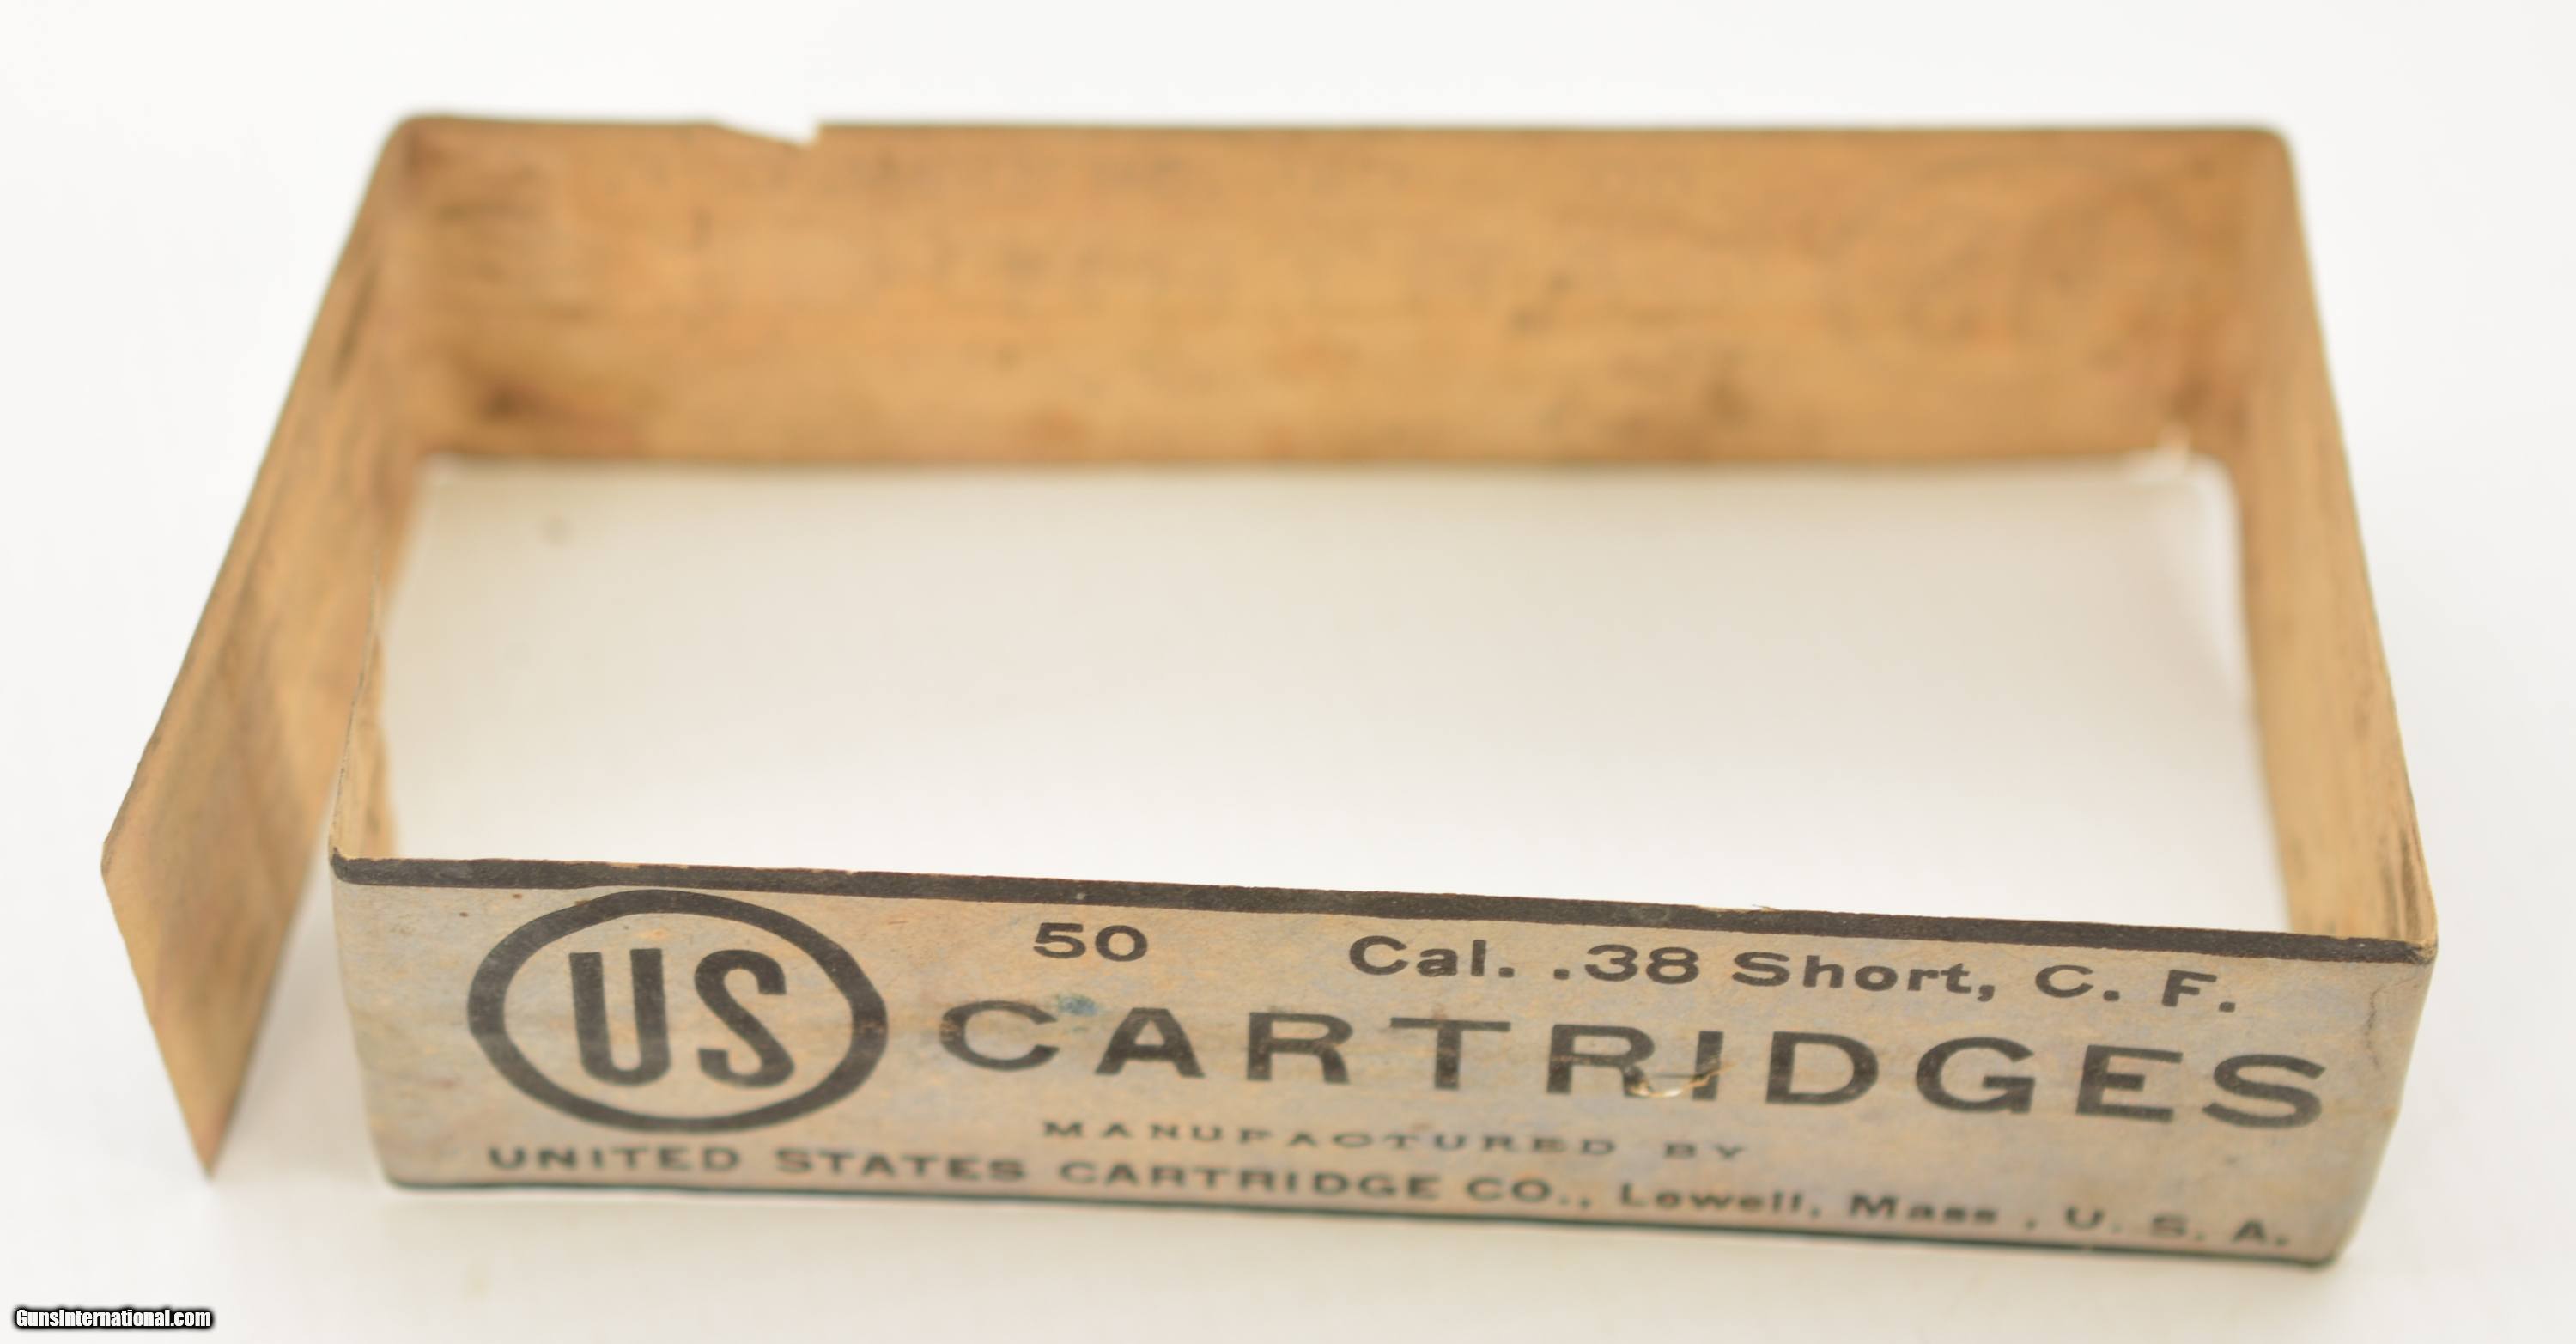 US
50 Cal. .38 Short, C. F.
CARTRIDGES
MANUFACTURED BY
UNITED STATES CARTRIDGE CO., Lowell, Mass., U. S. A.
GunsInternational.com